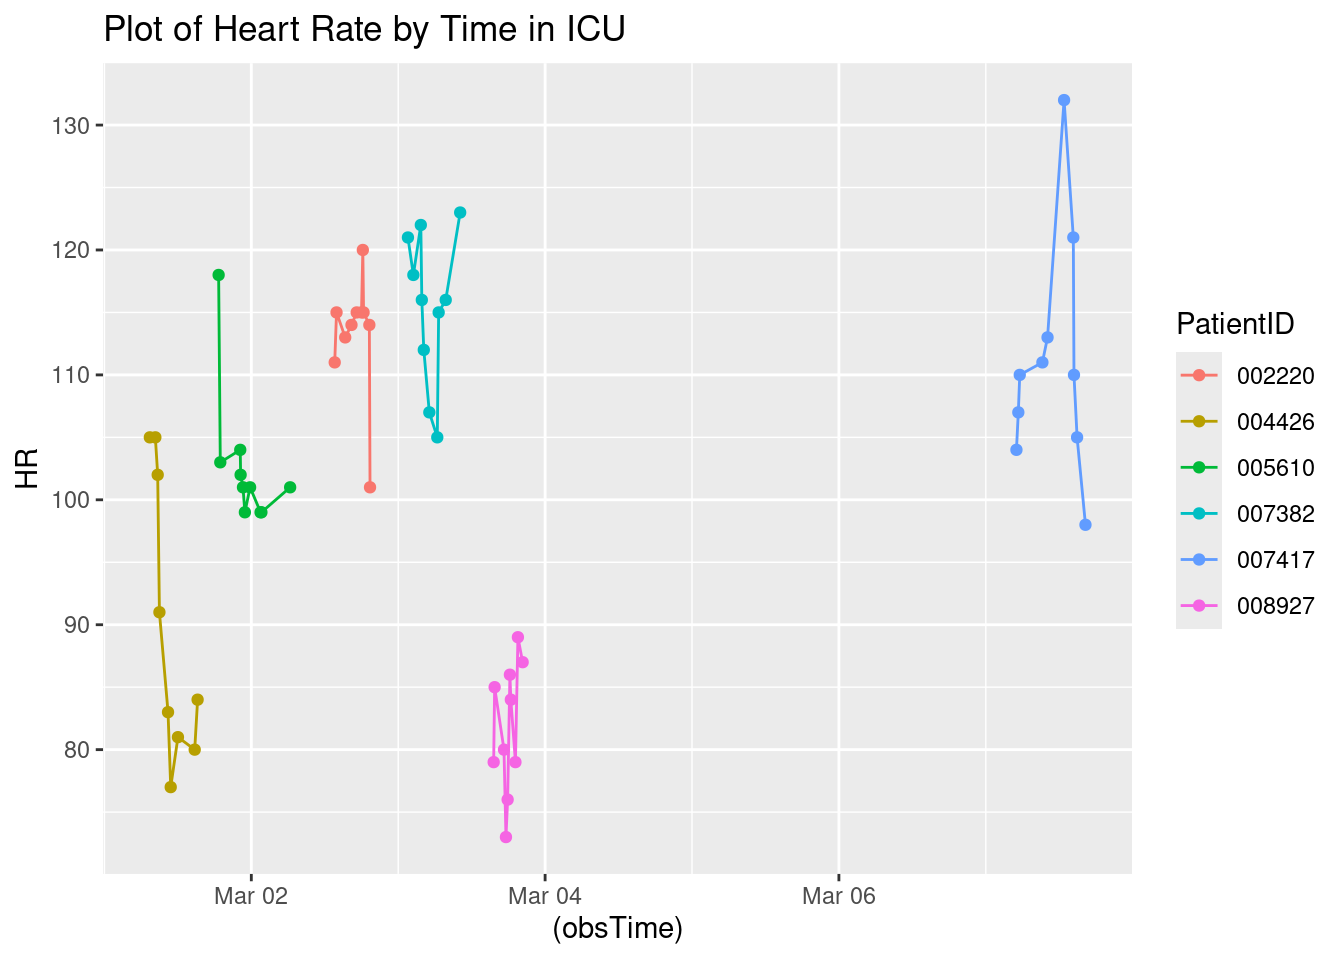 Plot of Heart Rate by Time in ICU
130
120
110
100
90
80
HR
Mar 02
Mar 04
Mar 06
(obsTime)
PatientID
002220
004426
005610
007382
007417
008927